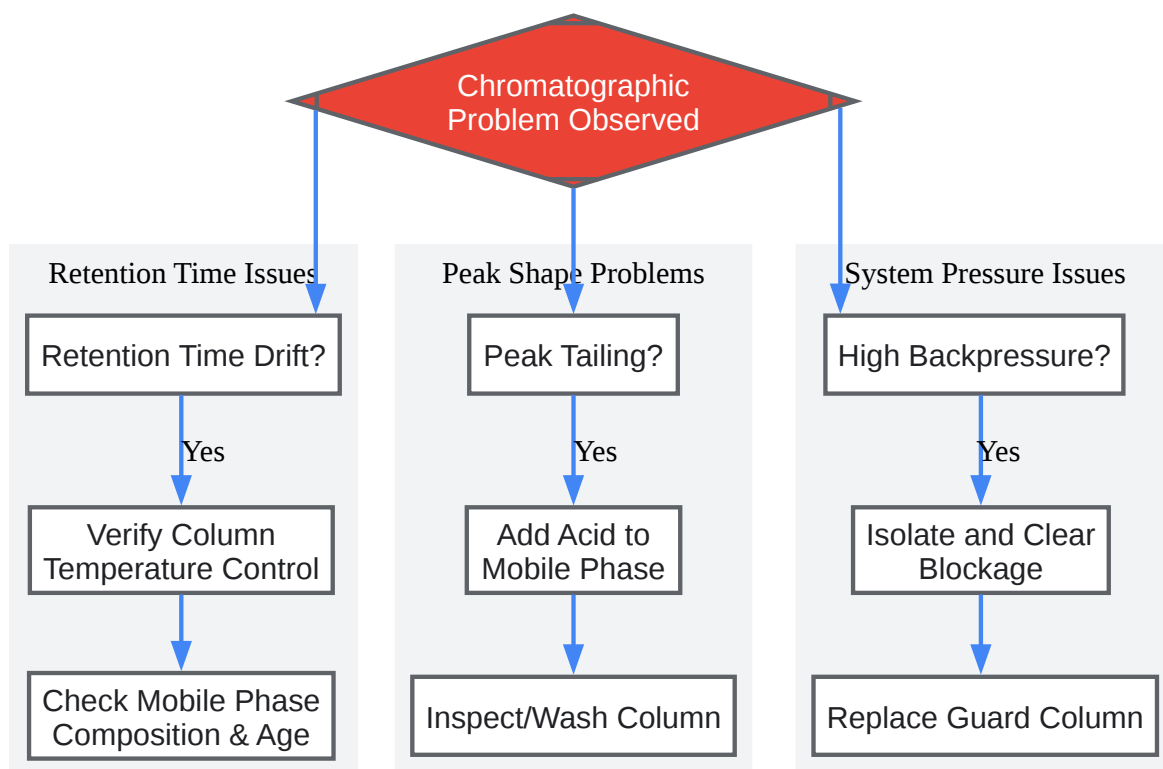 Chromatographic
Problem Observed
Retention Time Issues
Retention Time Drift?
Yes
Verify Column
Temperature Control
Check Mobile Phase
Composition & Age
Peak Shape Problems
Peak Tailing?
Yes
Add Acid to
Mobile Phase
Inspect/Wash Column
System Pressure Issues
High Backpressure?
Yes
Isolate and Clear
Blockage
Replace Guard Column